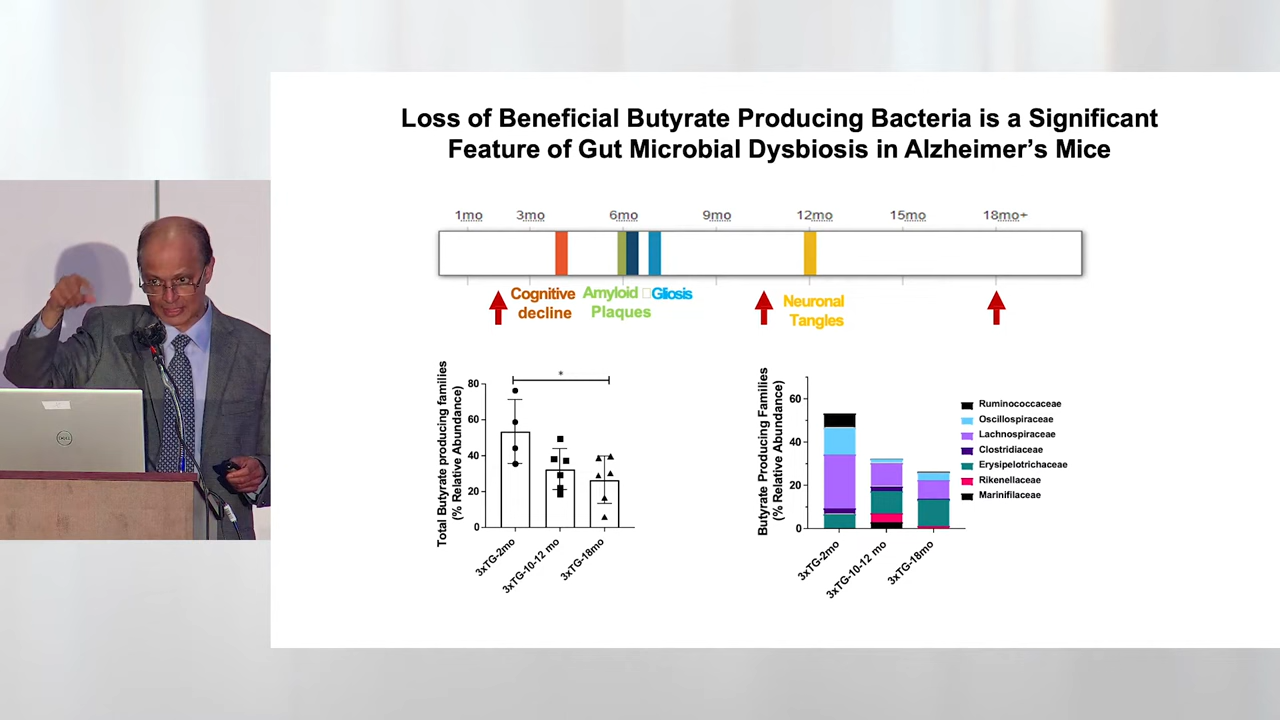 Loss of Beneficial Butyrate Producing Bacteria is a Significant
Feature of Gut Microbial Dysbiosis in Alzheimer's Mice
1mo 3mo 6mo 9mo 12mo 15mo 18mo+
Cognitive
decline
Amyloid
Plaques
Gliosis
Neuronal
Tangles
Total Butyrate producing families
(% Relative Abundance)
80
60
40
20
0
*
3xTG-2mo
3xTG-10-12 mo
3xTG-18mo
Butyrate Producing Families
(% Relative Abundance)
60
40
20
0
3xTG-2mo
3xTG-10-12 mo
3xTG-18mo
Ruminococcaceae
Oscillospiraceae
Lachnospiraceae
Clostridiaceae
Erysipelotrichaceae
Rikenellaceae
Marinifilaceae
DELL